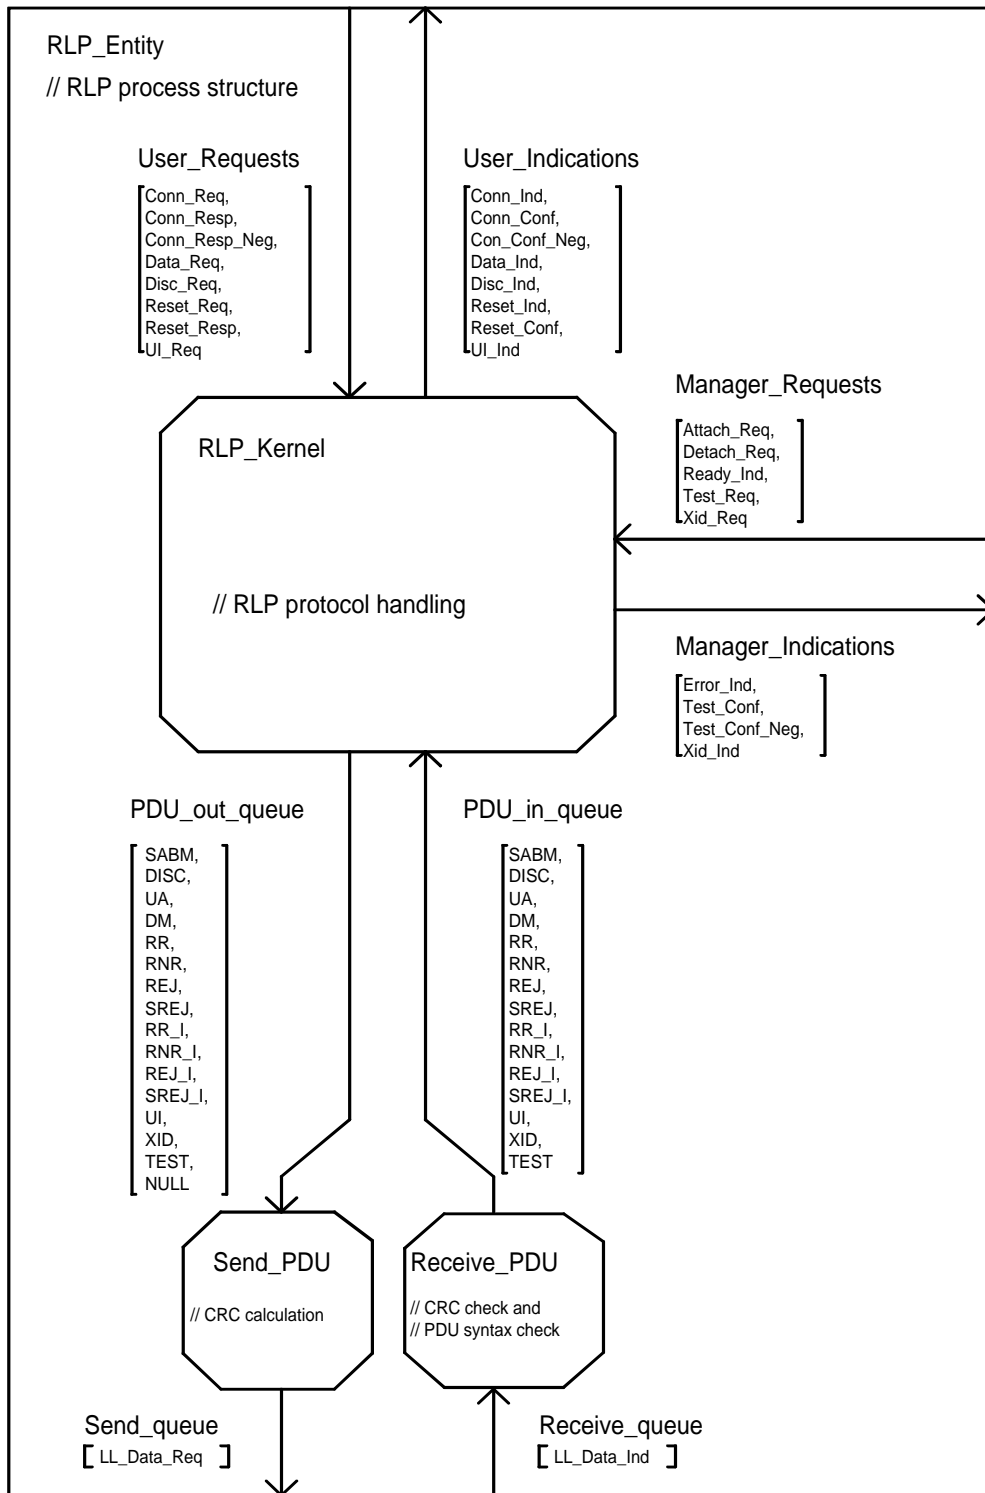 RLP_Entity
// RLP process structure
User_Requests
Conn_Req,
Conn_Resp,
Conn_Resp_Neg,
Data_Req,
Disc_Req,
Reset_Req,
Reset_Resp,
UI_Req
User_Indications
Conn_Ind,
Conn_Conf,
Con_Conf_Neg,
Data_Ind,
Disc_Ind,
Reset_Ind,
Reset_Conf,
UI_Ind
Manager_Requests
Attach_Req,
Detach_Req,
Ready_Ind,
Test_Req,
Xid_Req
RLP_Kernel
// RLP protocol handling
Manager_Indications
Error_Ind,
Test_Conf,
Test_Conf_Neg,
Xid_Ind
PDU_out_queue
SABM,
DISC,
UA,
DM,
RR,
RNR,
REJ,
SREJ,
RR_I,
RNR_I,
REJ_I,
SREJ_I,
UI,
XID,
TEST,
NULL
PDU_in_queue
SABM,
DISC,
UA,
DM,
RR,
RNR,
REJ,
SREJ,
RR_I,
RNR_I,
REJ_I,
SREJ_I,
UI,
XID,
TEST
Send_PDU
// CRC calculation
Receive_PDU
// CRC check and
// PDU syntax check
Send_queue
[ LL_Data_Req ]
Receive_queue
[ LL_Data_Ind ]